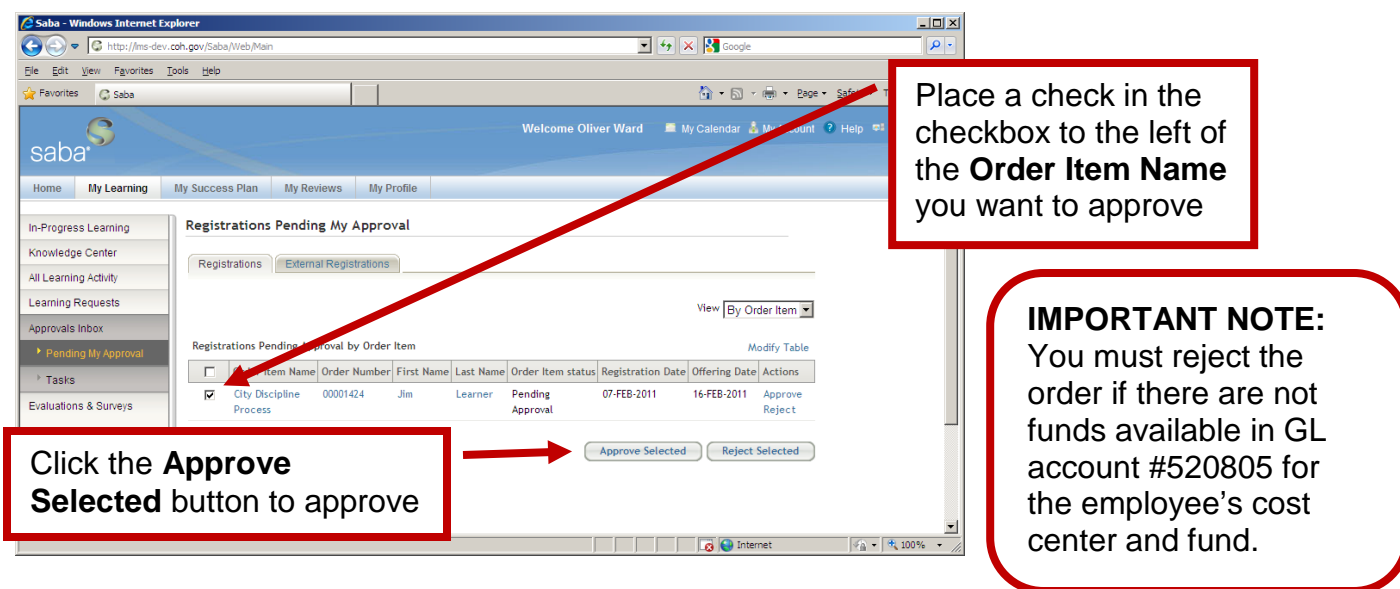 Saba - Windows Internet Explorer
http://lms-dev.coh.gov/Saba/Web/Main
Google
File Edit View Favorites Tools Help
Favorites Saba
Page
saba
Welcome Oliver Ward My Calendar Help
Home My Learning My Success Plan My Reviews My Profile
Place a check in the
checkbox to the left of
the Order Item Name
you want to approve
In-Progress Learning
Knowledge Center
All Learning Activity
Learning Requests
Approvals Inbox
Pending My Approval
Tasks
Evaluations & Surveys
Registrations Pending My Approval
Registrations External Registrations
View By Order Item
Registrations Pending Approval by Order Item
Modify Table
Order Item Name Order Number First Name Last Name Order Item status Registration Date Offering Date Actions
City Discipline Process 00001424 Jim Learner Pending Approval 07-FEB-2011 16-FEB-2011 Approve
Reject
Approve Selected Reject Selected
Click the Approve
Selected button to approve
IMPORTANT NOTE:
You must reject the
order if there are not
funds available in GL
account #520805 for
the employee's cost
center and fund.
Internet
100%